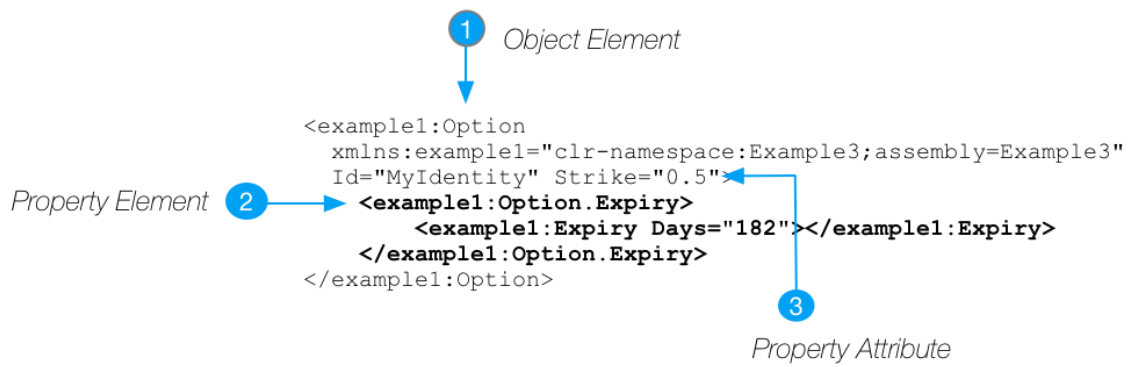 1 Object Element
<example1:Option
xmlns:example1="clr-namespace:Example3;assembly=Example3"
Id="MyIdentity" Strike="0.5">
Property Element 2 <example1:Option.Expiry>
<example1:Expiry Days="182"></example1:Expiry>
</example1:Option.Expiry>
</example1:Option>
3
Property Attribute